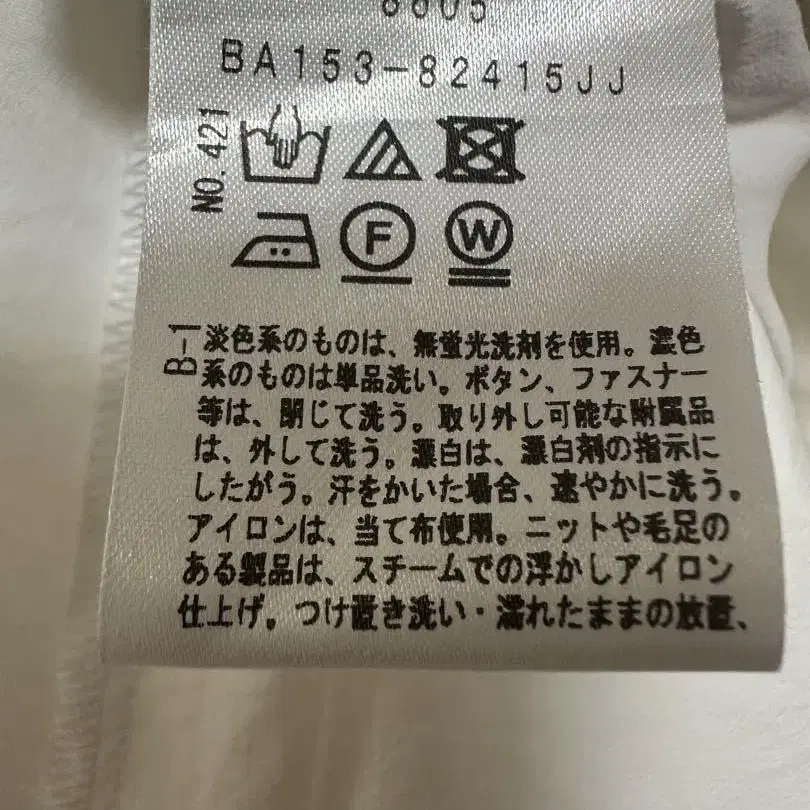 BA153-82415JJ
NO.421
F
W
B-1
淡色系のものは、無蛍光洗剤を使用。濃色
系のものは単品洗い。ボタン、ファスナー
等は、閉じて洗う。取り外し可能な附属品
は、外して洗う。漂白は、漂白剤の指示に
したがう。汗をかいた場合、速やかに洗う。
アイロンは、当て布使用。ニットや毛足の
ある製品は、スチームでの浮かしアイロン
仕上げ。つけ置き洗い・濡れたままの放置、